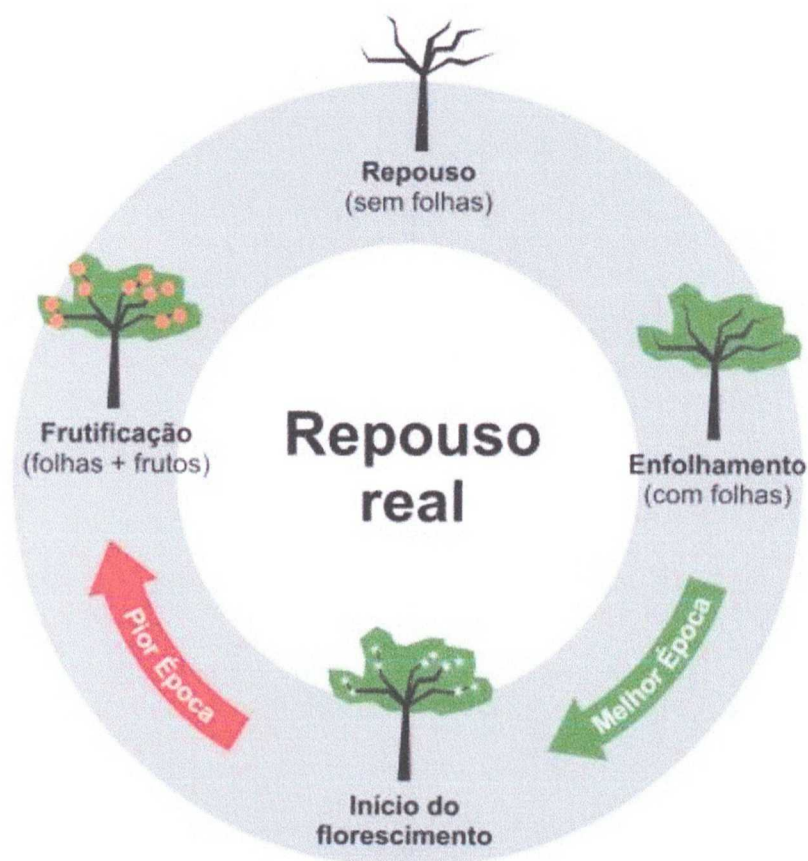 Repouso
(sem folhas)
Frutificação
(folhas + frutos)
Repouso
real
Enfolhamento
(com folhas)
Pior Época
Melhor Época
Início do
florescimento